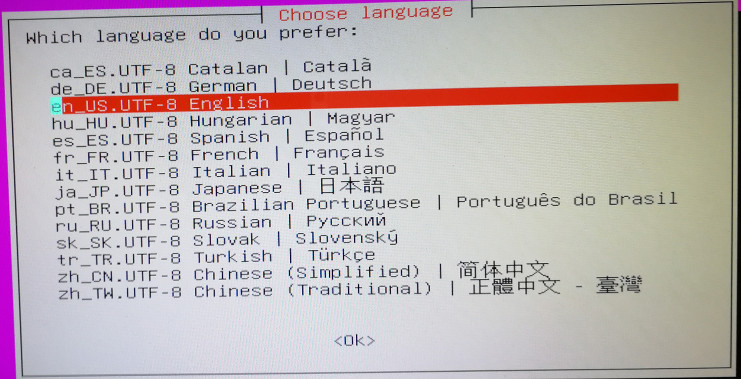 Choose language
Which language do you prefer:
ca_ES.UTF-8 Catalan | Català
de_DE.UTF-8 German | Deutsch
en_US.UTF-8 English
hu_HU.UTF-8 Hungarian | Magyar
es_ES.UTF-8 Spanish | Español
fr_FR.UTF-8 French | Français
it_IT.UTF-8 Italian | Italiano
ja_JP.UTF-8 Japanese | 日本語
pt_BR.UTF-8 Brazilian Portuguese | Português do Brasil
ru_RU.UTF-8 Russian | Русский
sk_SK.UTF-8 Slovak | Slovenský
tr_TR.UTF-8 Turkish | Türkçe
zh_CN.UTF-8 Chinese (Simplified) | 简体中文
zh_TW.UTF-8 Chinese (Traditional) | 正體中文 - 臺灣
<Ok>